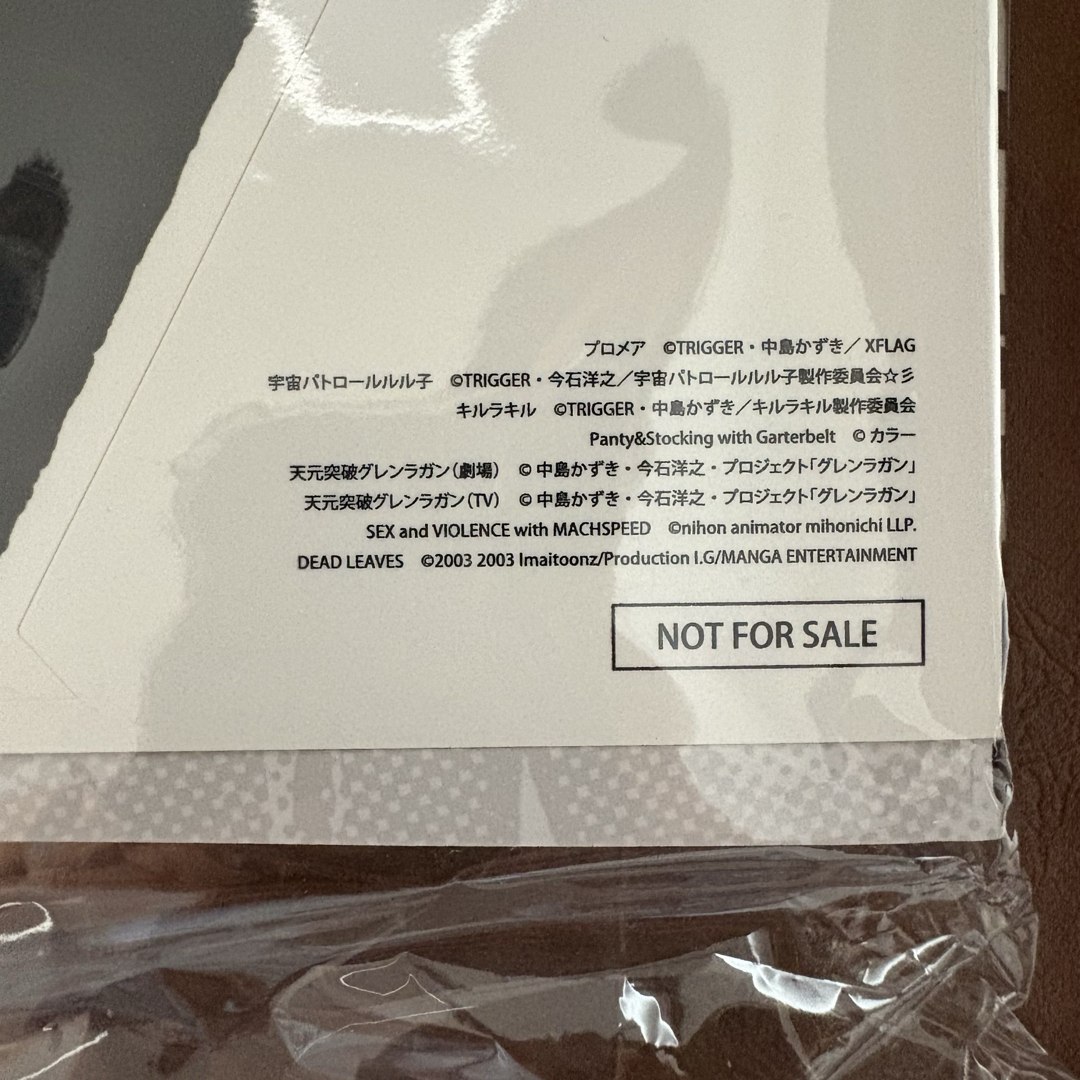 プロメア ©TRIGGER・中島かずき／XFLAG
宇宙パトロールルル子 ©TRIGGER・今石洋之／宇宙パトロールルル子製作委員会☆彡
キルラキル ©TRIGGER・中島かずき／キルラキル製作委員会
Panty&Stocking with Garterbelt © カラー
天元突破グレンラガン（劇場） © 中島かずき・今石洋之・プロジェクト「グレンラガン」
天元突破グレンラガン（TV） © 中島かずき・今石洋之・プロジェクト「グレンラガン」
SEX and VIOLENCE with MACHSPEED ©nihon animator mihonichi LLP.
DEAD LEAVES ©2003 2003 Imaitoonz/Production I.G/MANGA ENTERTAINMENT
NOT FOR SALE